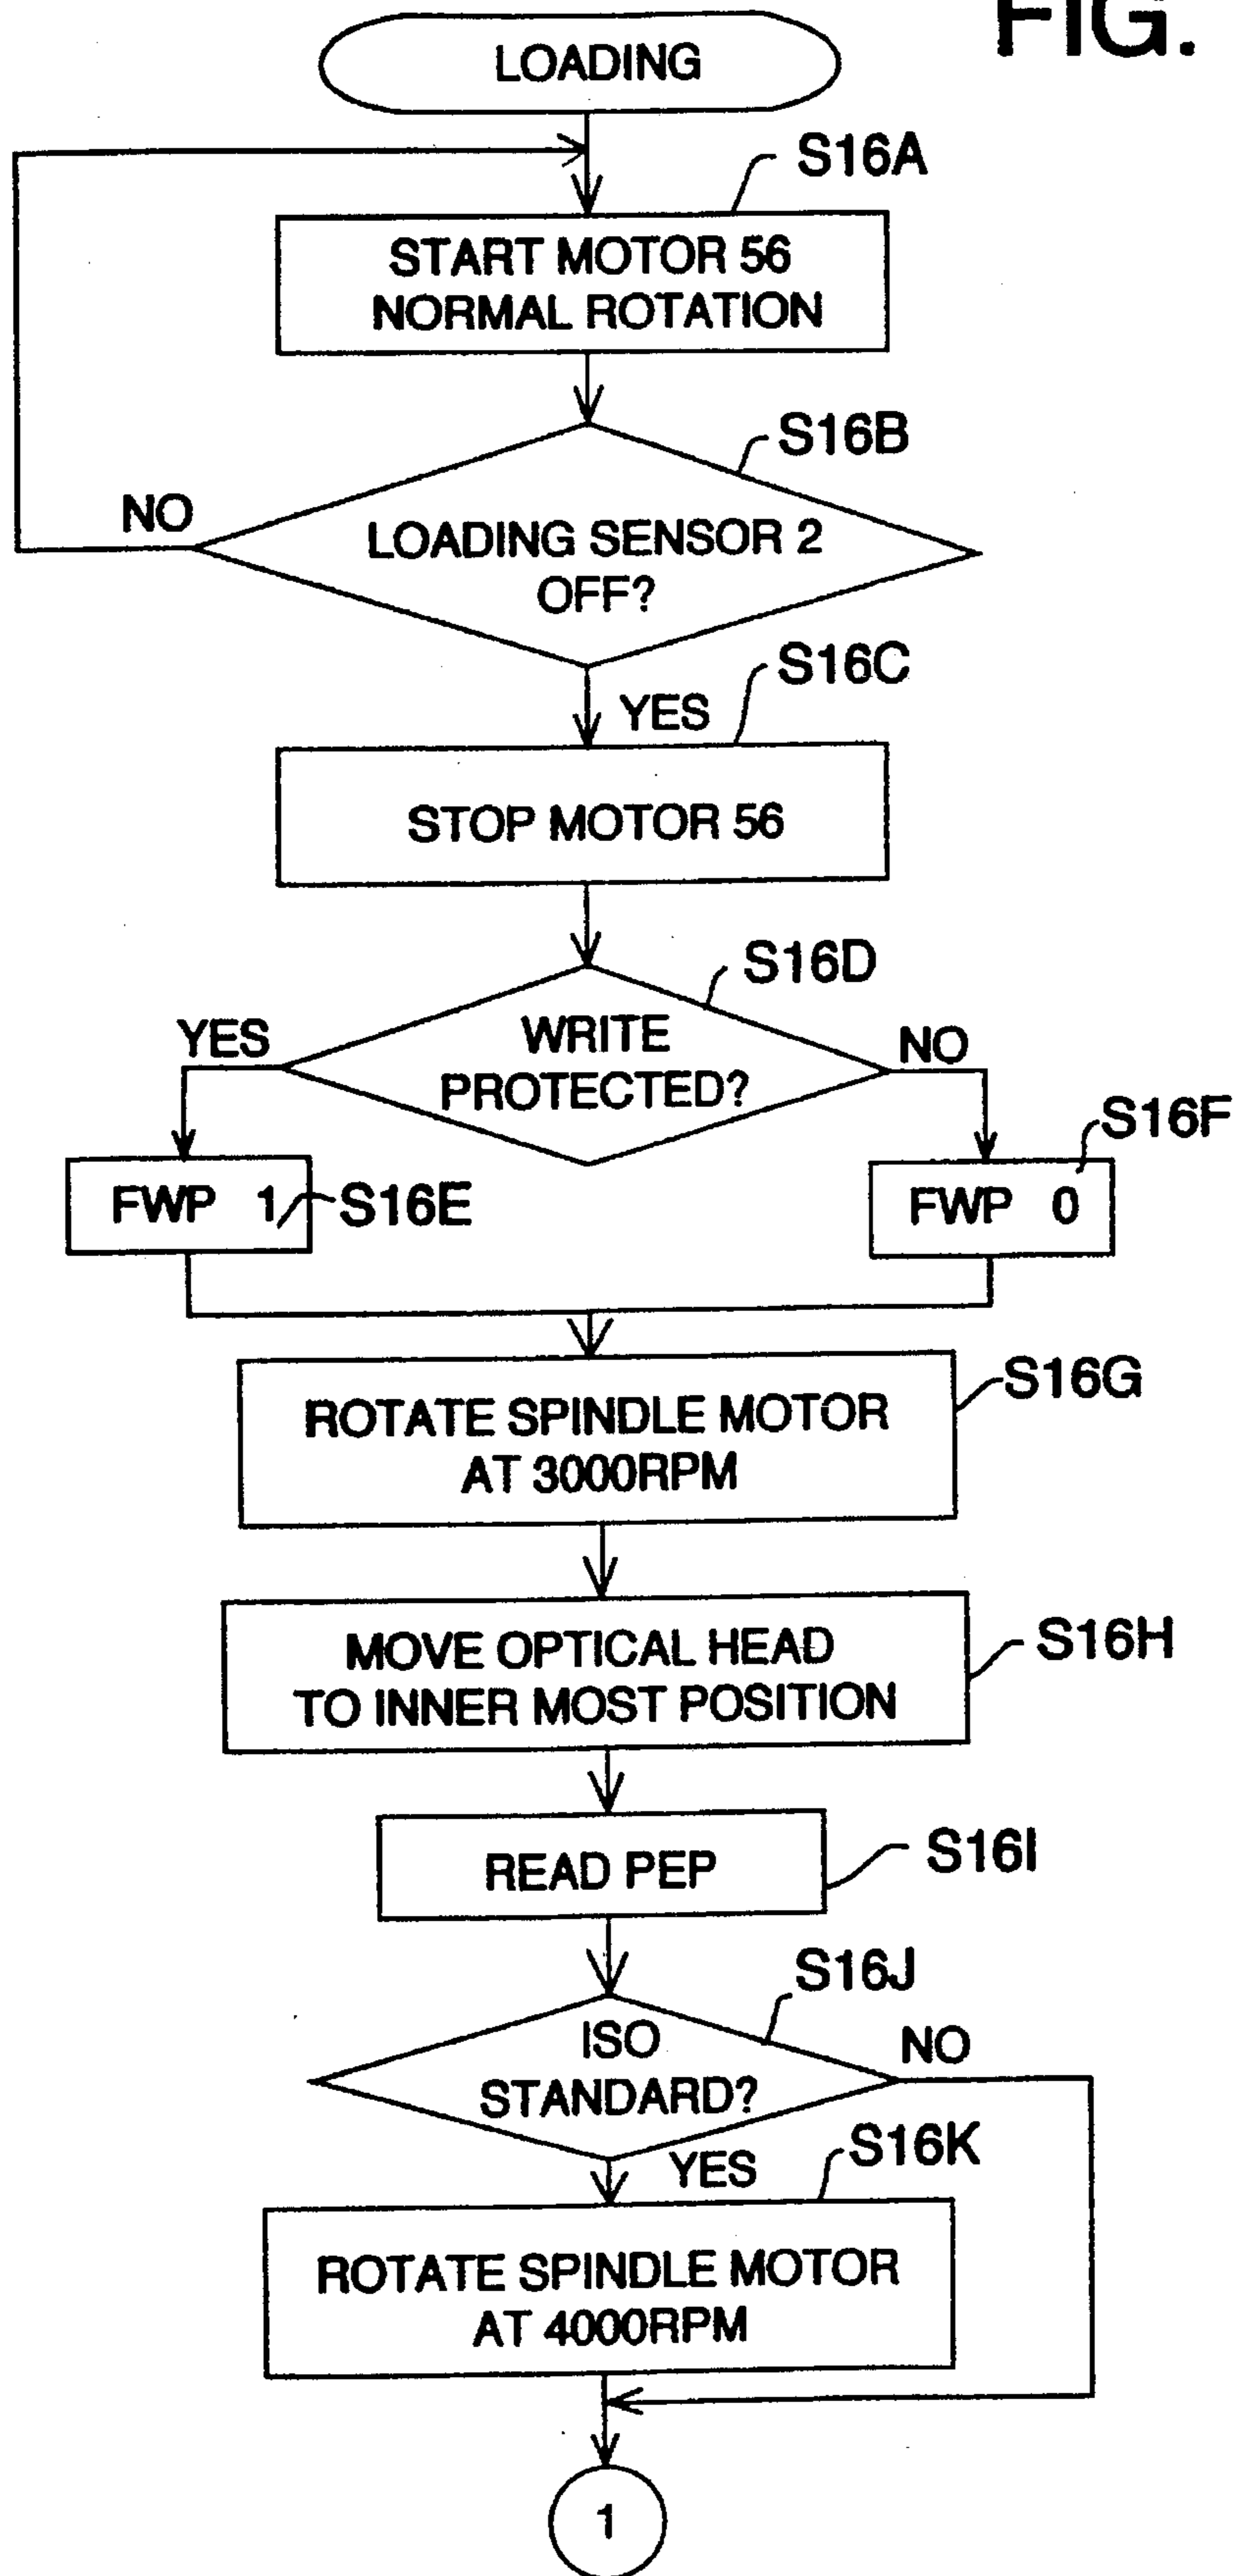 FIG.
LOADING
S16A
START MOTOR 56
NORMAL ROTATION
S16B
NO
LOADING SENSOR 2
OFF?
S16C
YES
STOP MOTOR 56
S16D
YES
WRITE
PROTECTED?
NO
S16F
FWP 1
S16E
FWP 0
S16G
ROTATE SPINDLE MOTOR
AT 3000RPM
S16H
MOVE OPTICAL HEAD
TO INNER MOST POSITION
READ PEP
S16I
S16J
ISO
STANDARD?
NO
YES
S16K
ROTATE SPINDLE MOTOR
AT 4000RPM
1